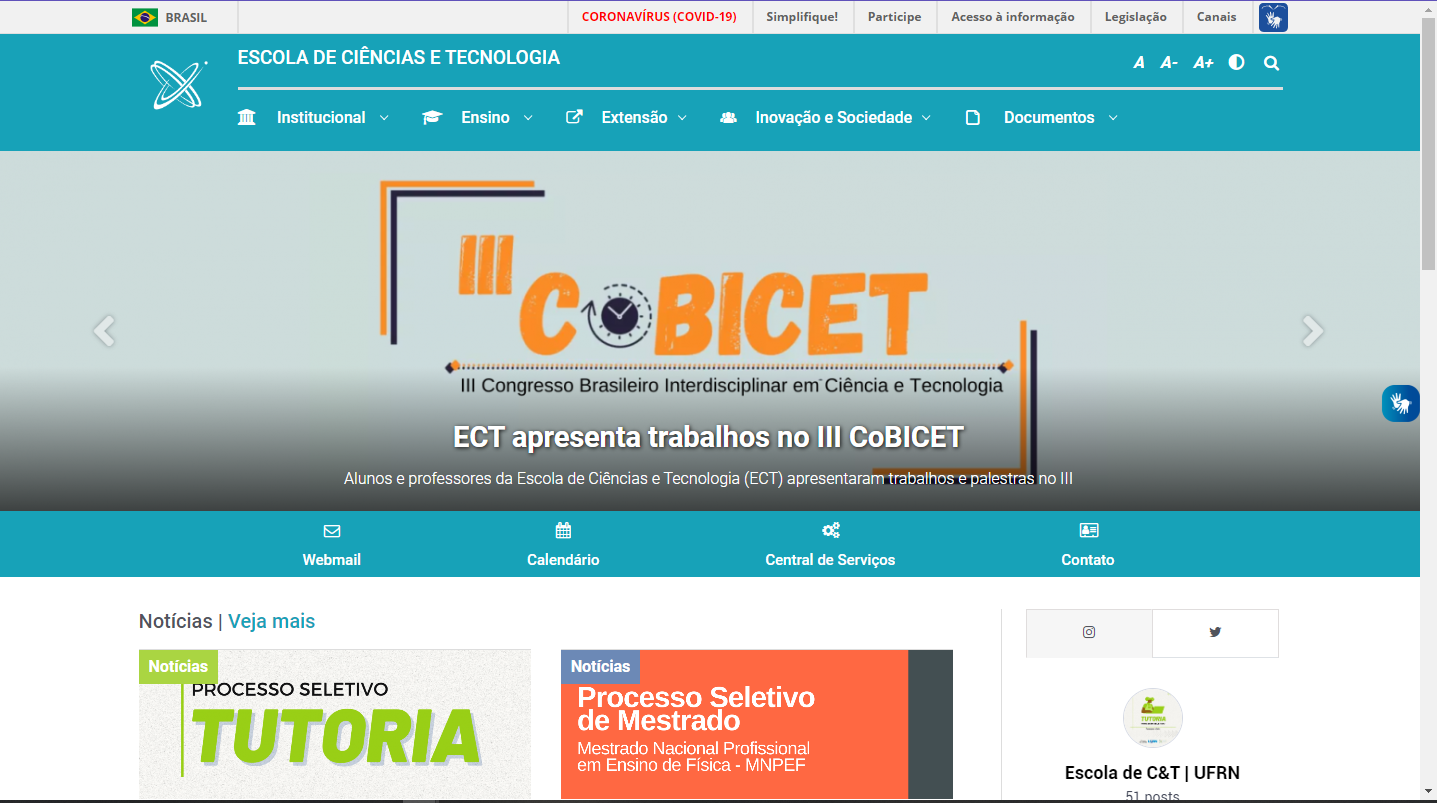 BRASIL
CORONAVÍRUS (COVID-19)
Simplifique!
Participe
Acesso à informação
Legislação
Canais
ESCOLA DE CIÊNCIAS E TECNOLOGIA
A A- A+
Institucional
Ensino
Extensão
Inovação e Sociedade
Documentos
III COBICET
III Congresso Brasileiro Interdisciplinar em Ciência e Tecnologia
ECT apresenta trabalhos no III CoBICET
Alunos e professores da Escola de Ciências e Tecnologia (ECT) apresentaram trabalhos e palestras no III
Webmail
Calendário
Central de Serviços
Contato
Notícias | Veja mais
Notícias
PROCESSO SELETIVO
TUTORIA
Notícias
Processo Seletivo
de Mestrado
Mestrado Nacional Profissional
em Ensino de Física - MNPEF
TUTORIA
Escola de C&T | UFRN
51 posts